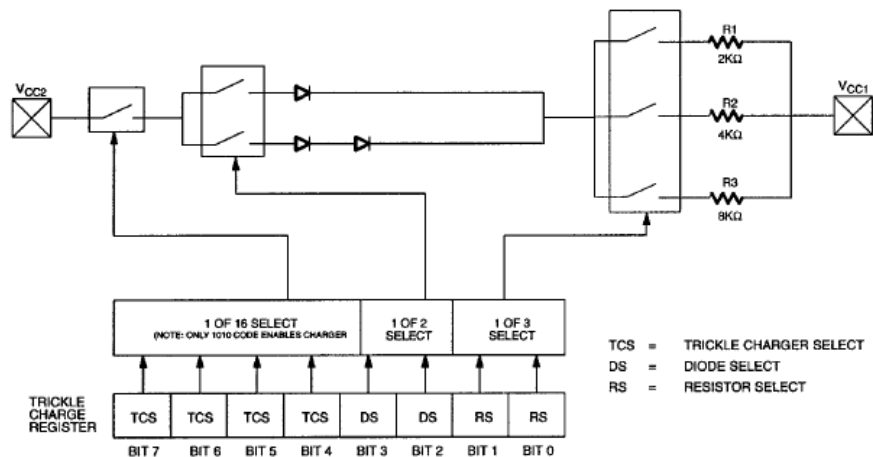 R1
2KΩ
VCC2
VCC1
R2
4KΩ
R3
8KΩ
1 OF 16 SELECT
(NOTE: ONLY 1010 CODE ENABLES CHARGER
1 OF 2
SELECT
1 OF 3
SELECT
TCS = TRICKLE CHARGER SELECT
DS = DIODE SELECT
RS = RESISTOR SELECT
TRICKLE
CHARGE
REGISTER
TCS TCS TCS TCS DS DS RS RS
BIT 7 BIT 6 BIT 5 BIT 4 BIT 3 BIT 2 BIT 1 BIT 0